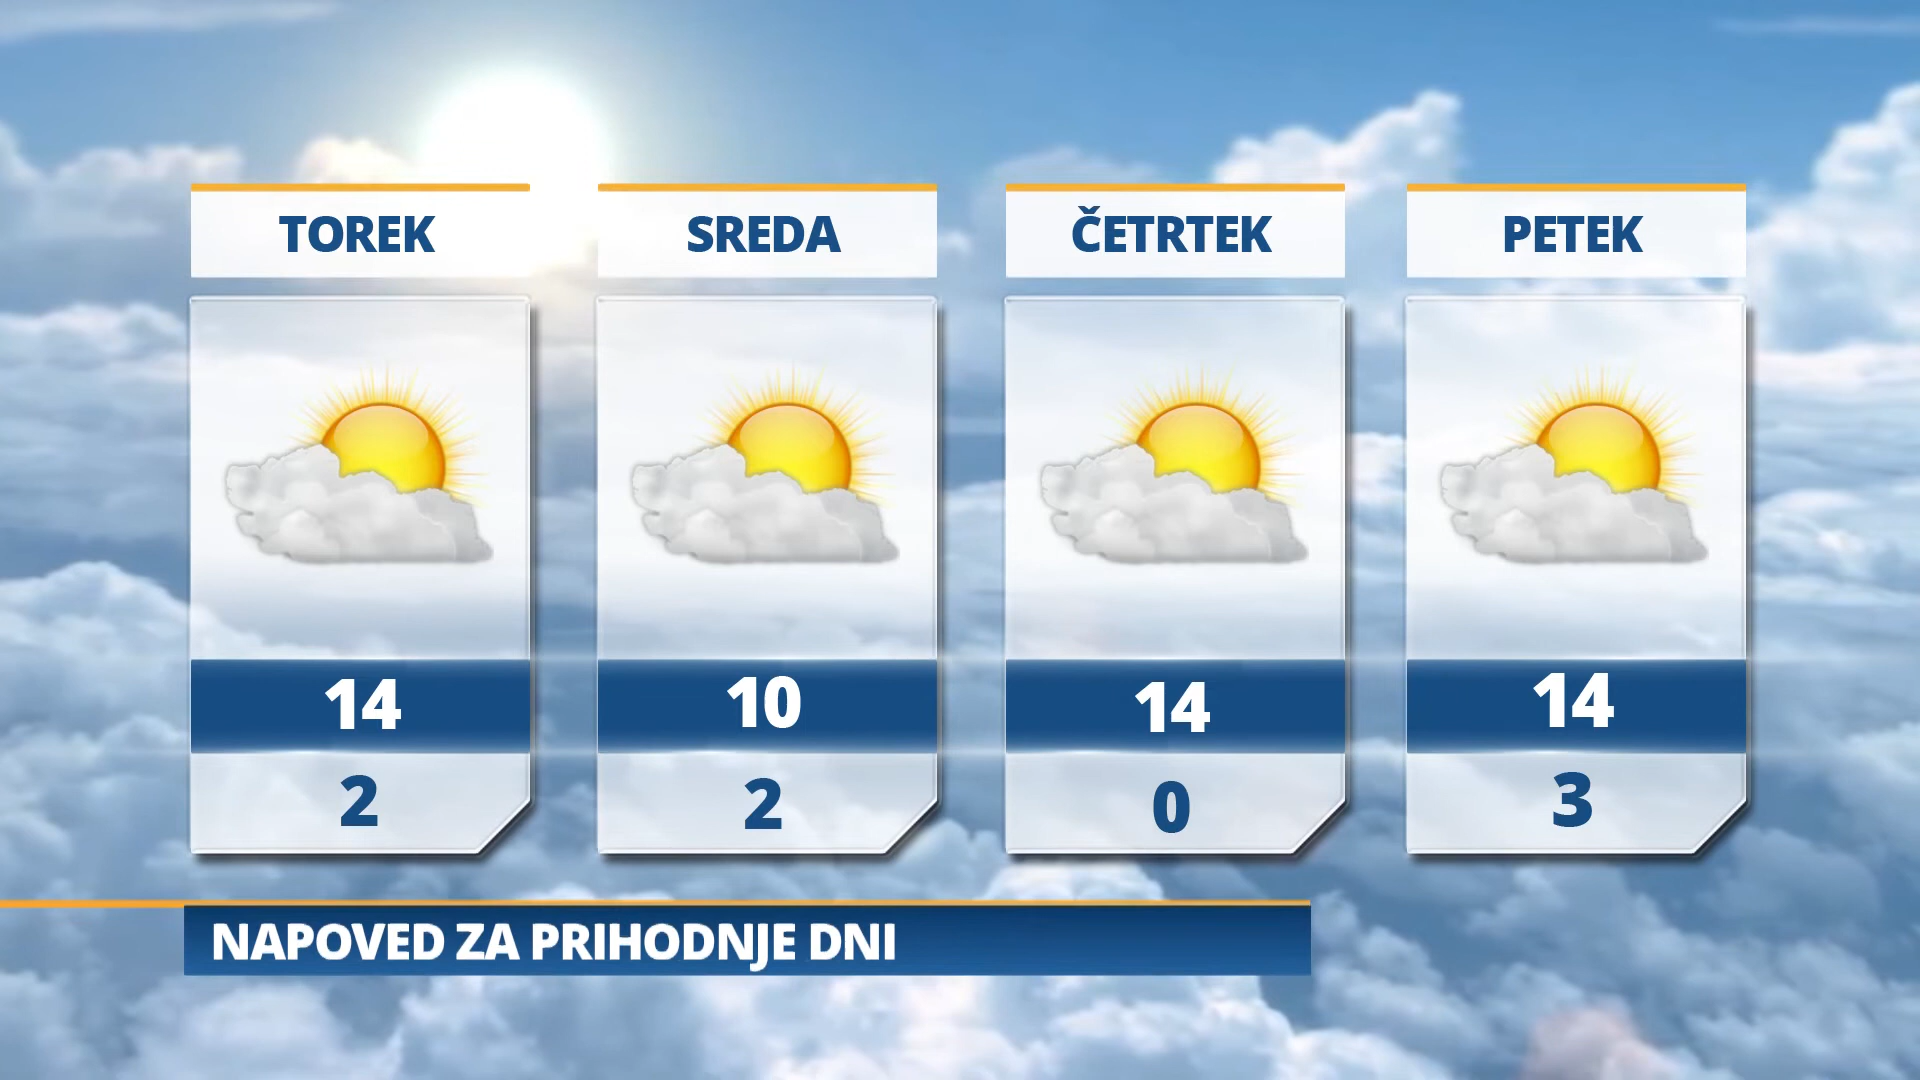 TOREK SREDA ČETRTEK PETEK
14 10 14 14
2 2 0 3
NAPOVED ZA PRIHODNJE DNI